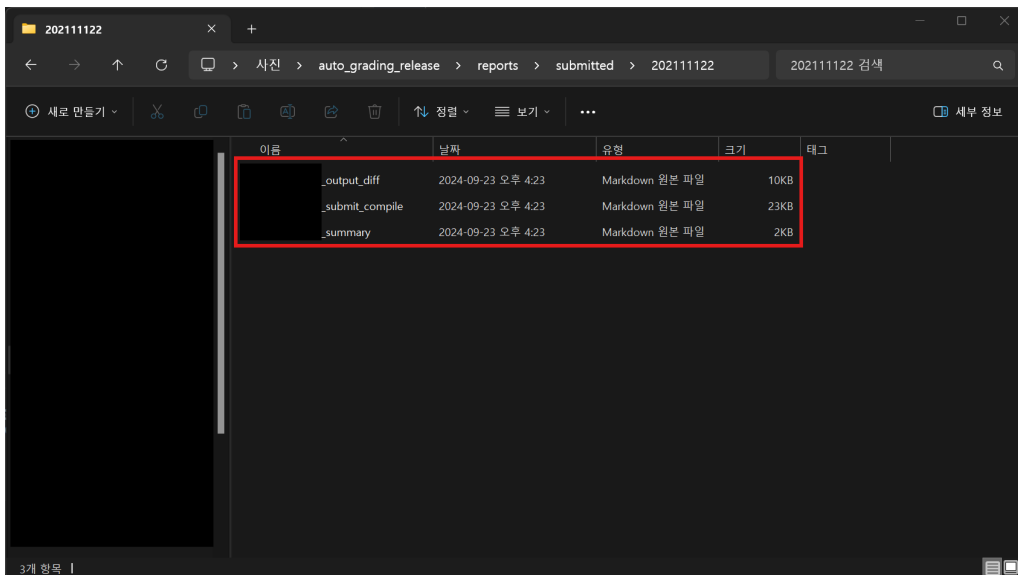 202111122
사진 > auto_grading_release > reports > submitted > 202111122
202111122 검색
새로 만들기
정렬
보기
세부 정보
이름 날짜 유형 크기 태그
_output_diff 2024-09-23 오후 4:23 Markdown 원본 파일 10KB
_submit_compile 2024-09-23 오후 4:23 Markdown 원본 파일 23KB
_summary 2024-09-23 오후 4:23 Markdown 원본 파일 2KB
3개 항목